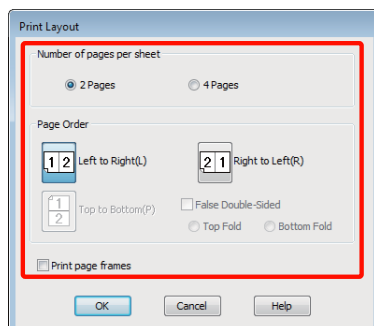 Print Layout
Number of pages per sheet
2 Pages 4 Pages
Page Order
1 2 Left to Right(L) 2 1 Right to Left(R)
1 2 Top to Bottom(P) False Double-Sided
Top Fold Bottom Fold
Print page frames
OK Cancel Help